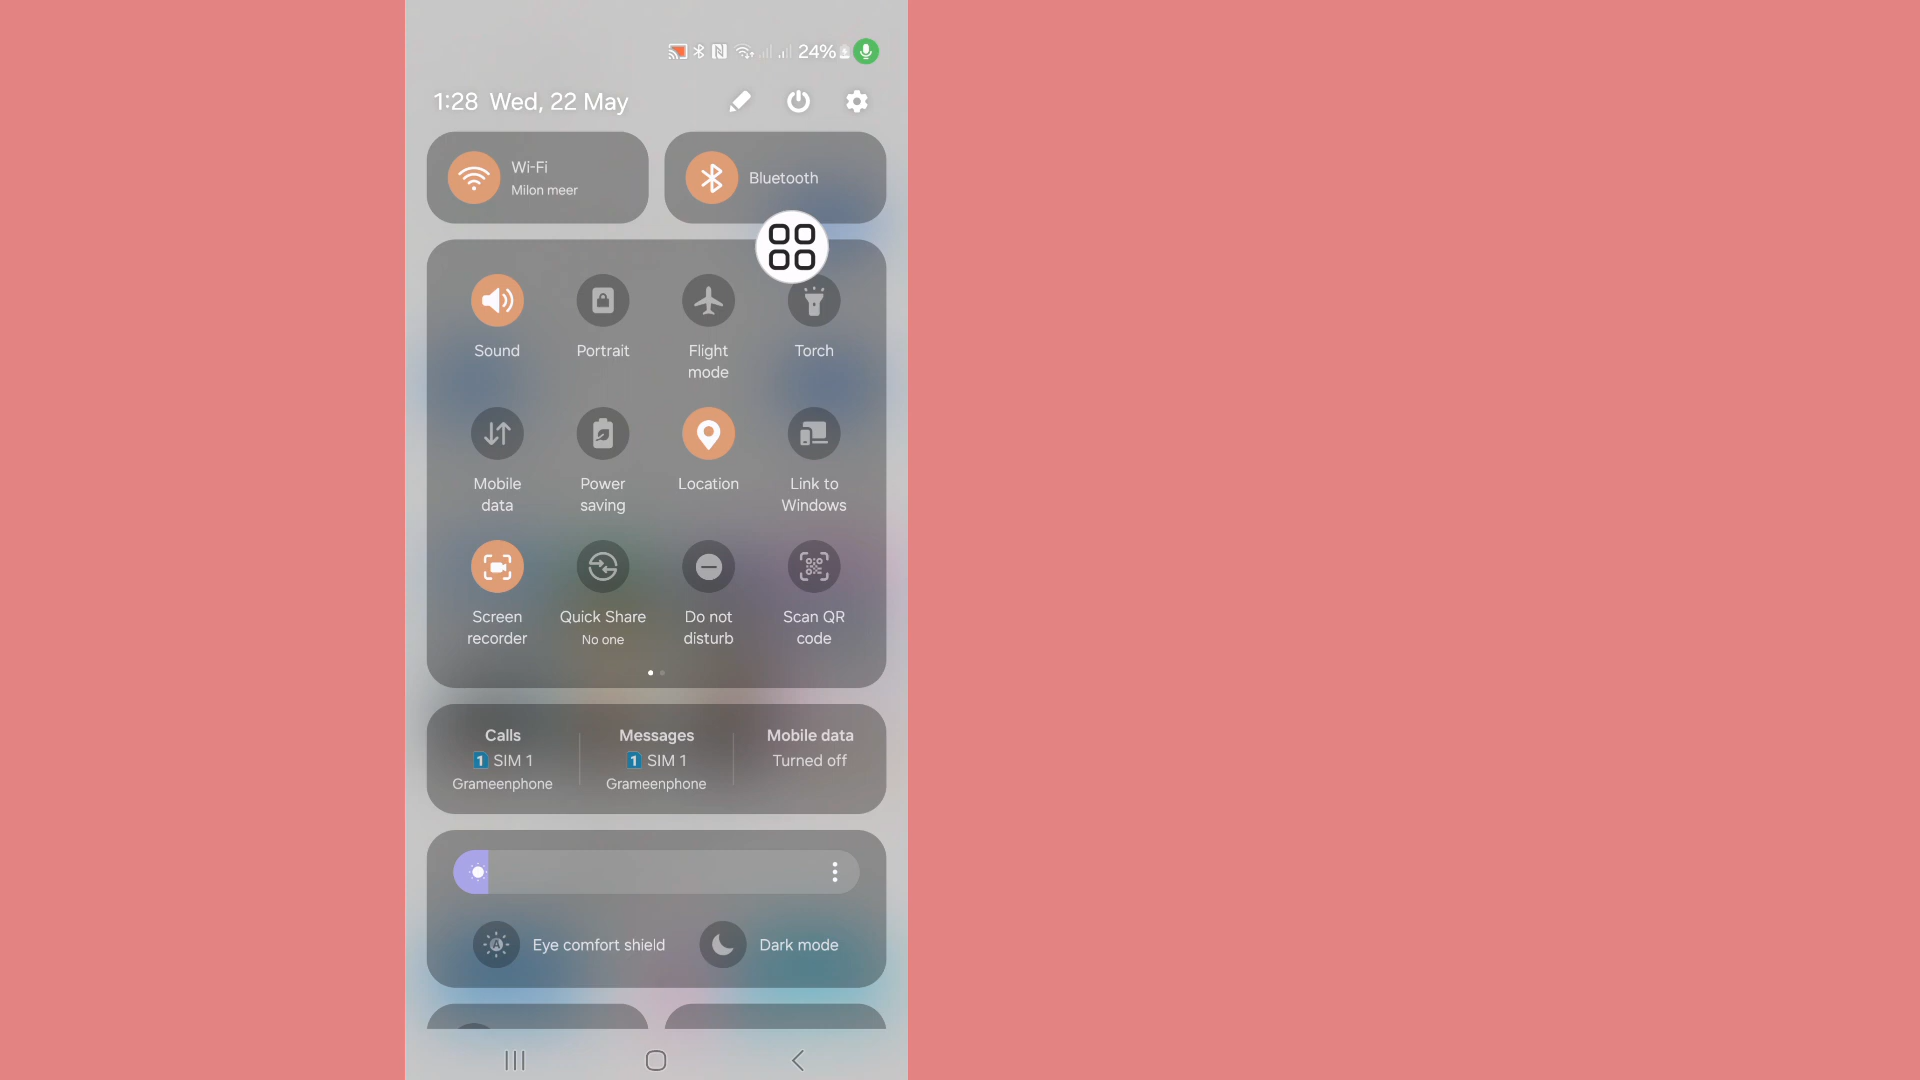 24%
1:28 Wed, 22 May
Wi-Fi
Milon meer
Bluetooth
Sound
Portrait
Flight
mode
Torch
Mobile
data
Power
saving
Location
Link to
Windows
Screen
recorder
Quick Share
No one
Do not
disturb
Scan QR
code
Calls
1 SIM 1
Grameenphone
Messages
1 SIM 1
Grameenphone
Mobile data
Turned off
Eye comfort shield
Dark mode